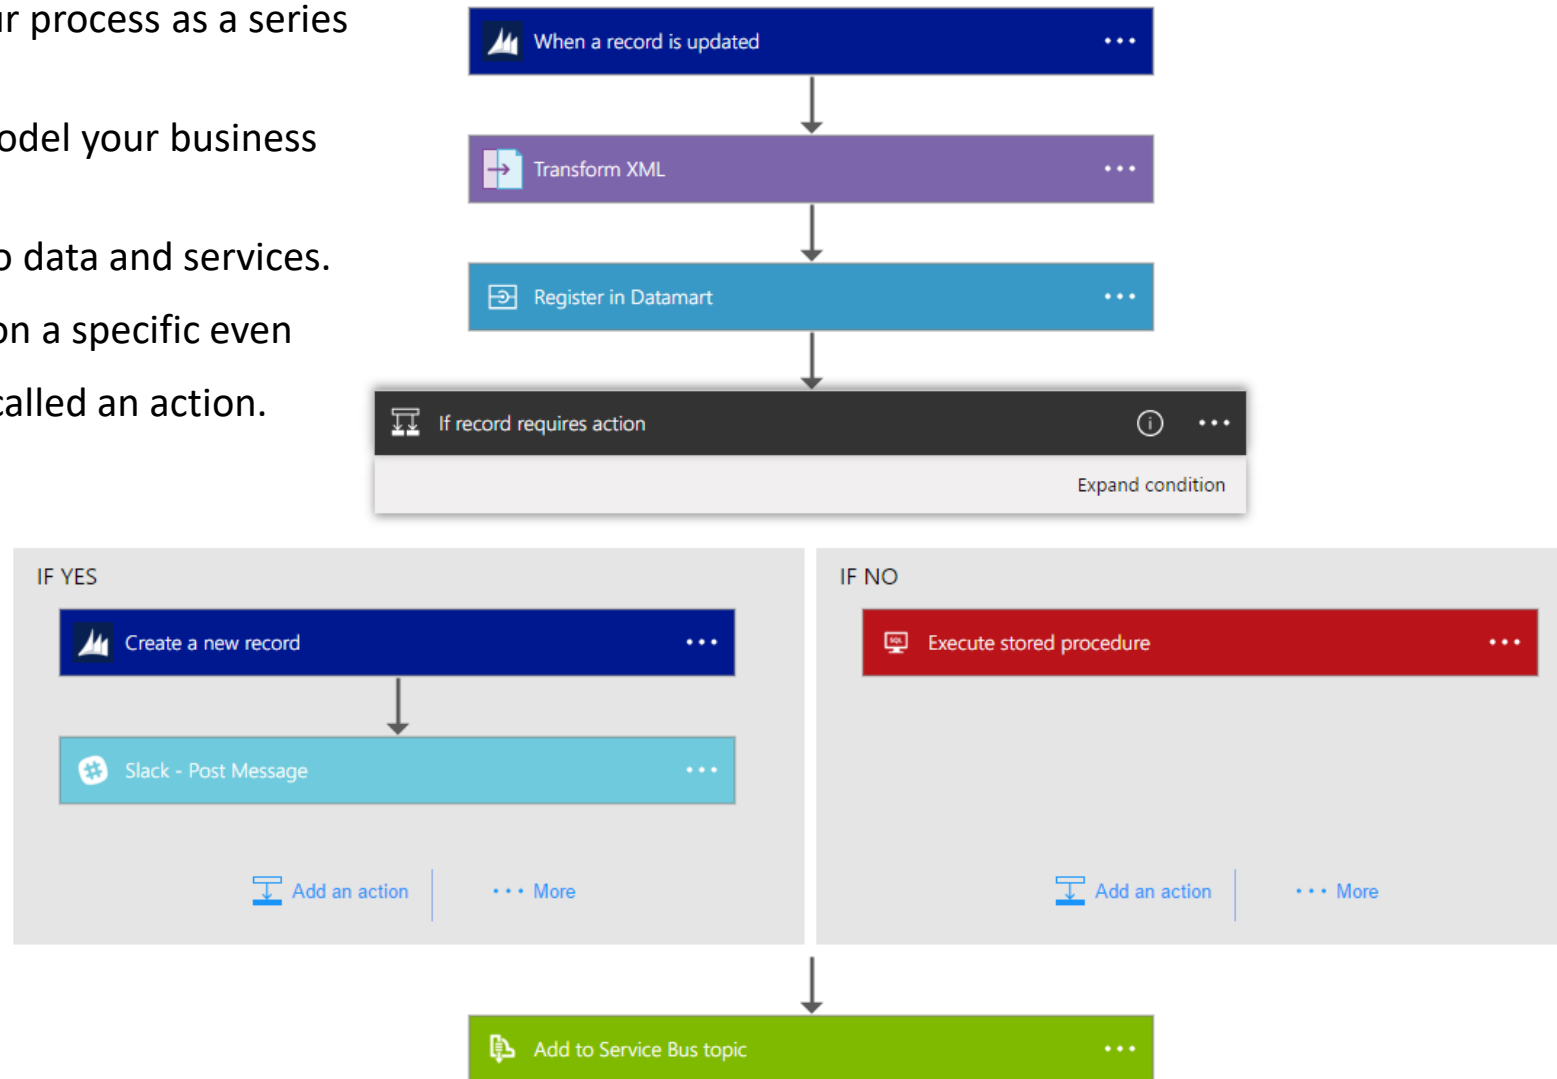 ur process as a series
odel your business
o data and services.
on a specific even
called an action.
When a record is updated
Transform XML
Register in Datamart
If record requires action
Expand condition
IF YES
Create a new record
Slack - Post Message
Add an action
More
IF NO
SQL
Execute stored procedure
Add an action
More
Add to Service Bus topic